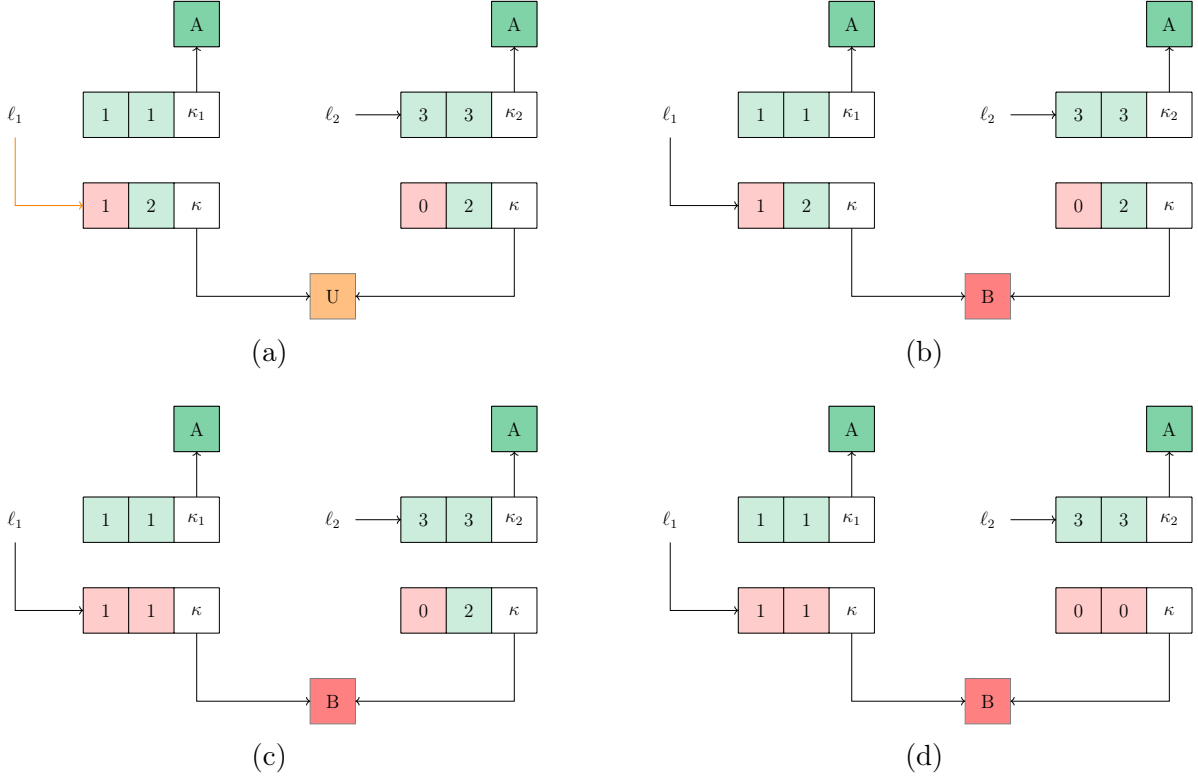 A A A A
ℓ₁ 1 1 κ₁ ℓ₂ 3 3 κ₂ ℓ₁ 1 1 κ₁ ℓ₂ 3 3 κ₂
1 2 κ 0 2 κ 1 2 κ 0 2 κ
U B
(a) (b)
A A A A
ℓ₁ 1 1 κ₁ ℓ₂ 3 3 κ₂ ℓ₁ 1 1 κ₁ ℓ₂ 3 3 κ₂
1 1 κ 0 2 κ 1 1 κ 0 0 κ
B B
(c) (d)